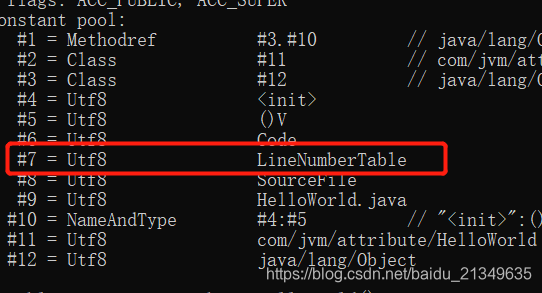 flags: ACC_PUBLIC, ACC_SUPER
onstant pool:
#1 = Methodref #3.#10 // java/lang/O
#2 = Class #11 // com/jvm/att
#3 = Class #12 // java/lang/O
#4 = Utf8 <init>
#5 = Utf8 ()V
#6 = Utf8 Code
#7 = Utf8 LineNumberTable
#8 = Utf8 SourceFile
#9 = Utf8 HelloWorld.java
#10 = NameAndType #4:#5 // "<init>":()
#11 = Utf8 com/jvm/attribute/HelloWorld
#12 = Utf8 java/lang/Object
https://blog.csdn.net/baidu_21349635